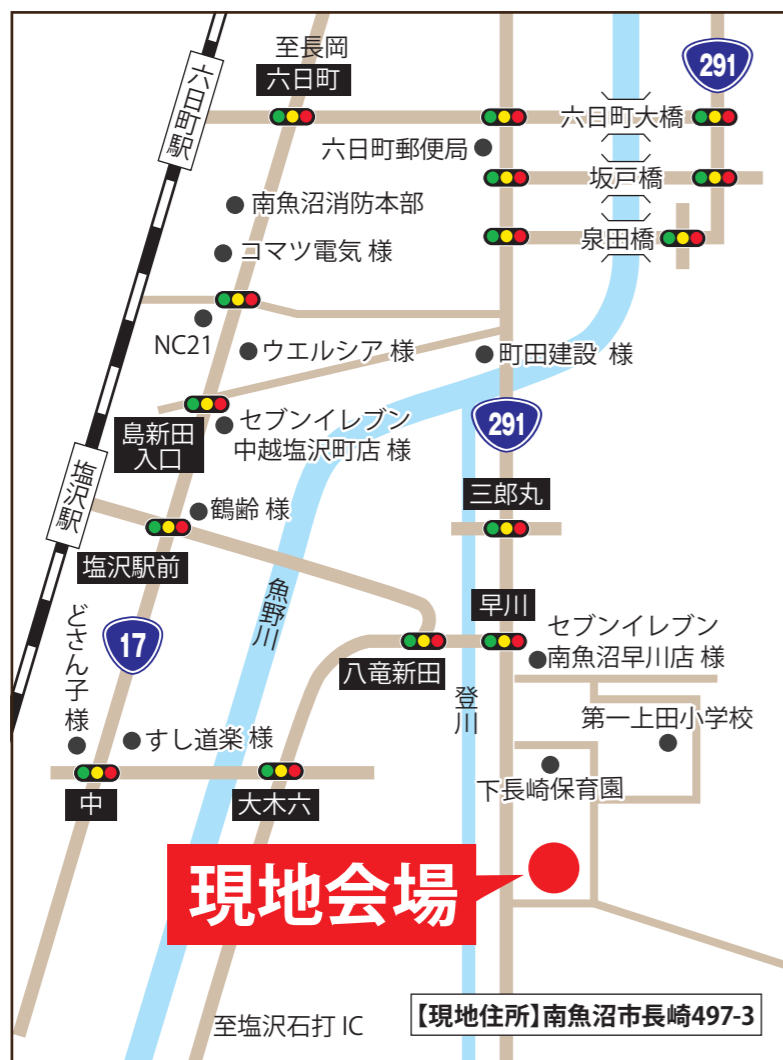 至長岡
六日町
291
六日町駅
六日町大橋
六日町郵便局
坂戸橋
南魚沼消防本部
泉田橋
コマツ電気 様
NC21
ウエルシア 様
町田建設 様
島新田
入口
セブンイレブン
中越塩沢町店 様
291
塩沢駅
鶴齢 様
三郎丸
塩沢駅前
魚野川
早川
どさん子 様
17
八竜新田
登川
セブンイレブン
南魚沼早川店 様
第一上田小学校
すし道楽 様
中
大木六
下長崎保育園
現地会場
至塩沢石打 IC
【現地住所】南魚沼市長崎497-3